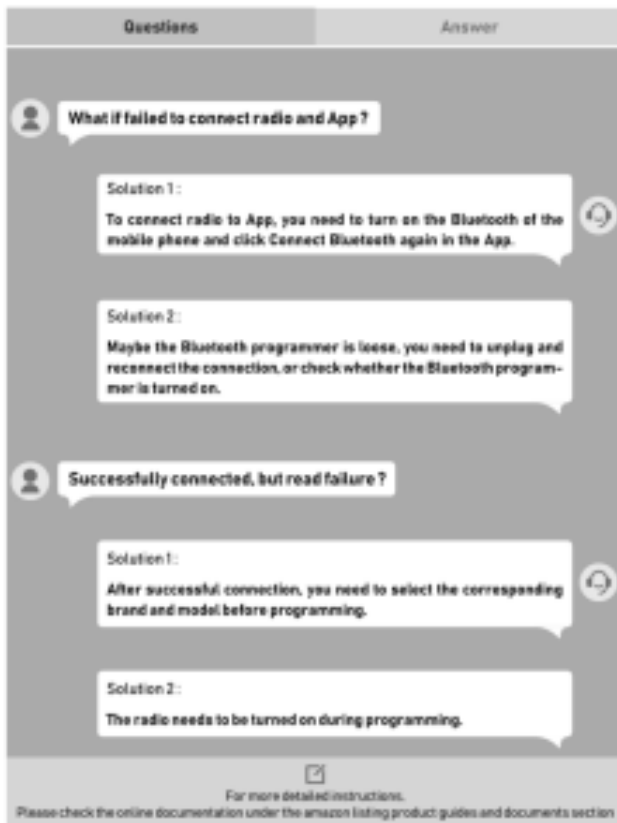 Questions
Answer
What if failed to connect radio and App?
Solution 1:
To connect radio to App, you need to turn on the Bluetooth of the
mobile phone and click Connect Bluetooth again in the App.
Solution 2:
Maybe the Bluetooth programmer is loose, you need to unplug and
reconnect the connection, or check whether the Bluetooth program-
mer is turned on.
Successfully connected, but read failure?
Solution 1:
After successful connection, you need to select the corresponding
brand and model before programming.
Solution 2:
The radio needs to be turned on during programming.
For more detailed instructions.
Please check the online documentation under the amazon listing product guides and documents section